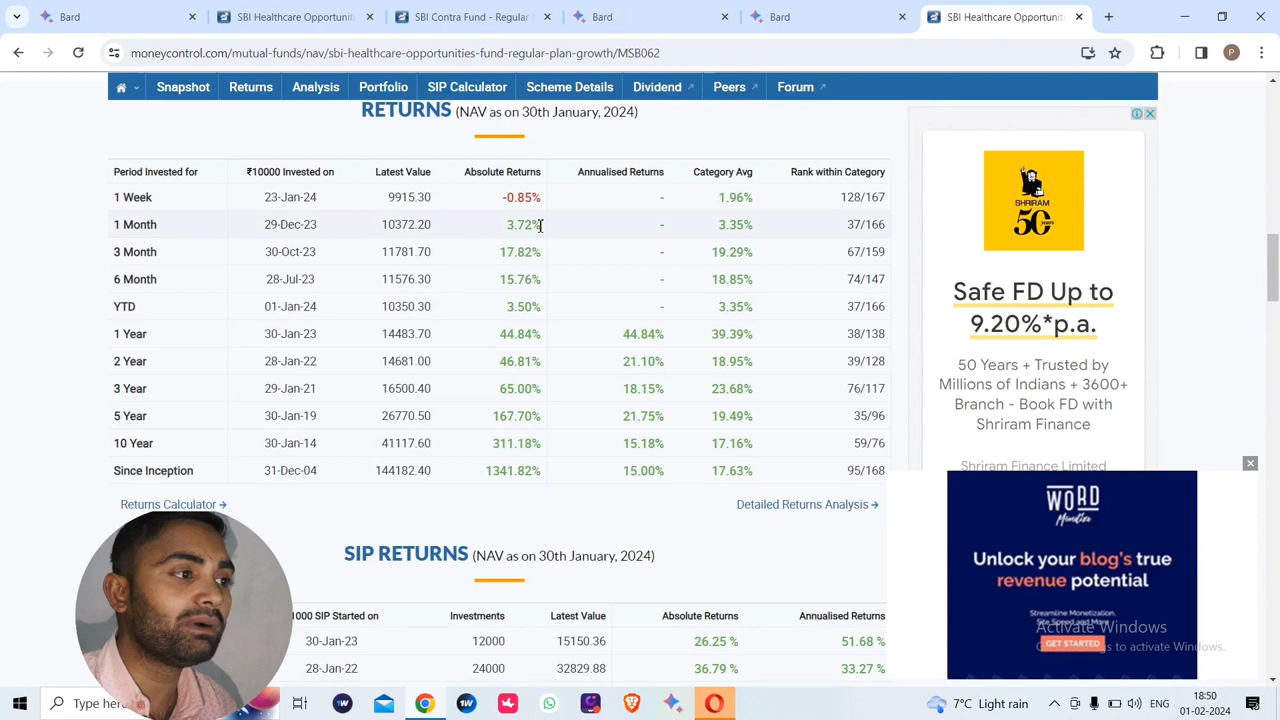 Bard
SBI Healthcare Opportunities
SBI Contra Fund - Regular
Bard
Bard
SBI Healthcare Opportuniti
moneycontrol.com/mutual-funds/nav/sbi-healthcare-opportunities-fund-regular-plan-growth/MSB062
P
Snapshot Returns Analysis Portfolio SIP Calculator Scheme Details Dividend Peers Forum
RETURNS (NAV as on 30th January, 2024)
Period Invested for ₹10000 Invested on Latest Value Absolute Returns Annualised Returns Category Avg Rank within Category
1 Week 23-Jan-24 9915.30 -0.85% - 1.96% 128/167
1 Month 29-Dec-23 10372.20 3.72% - 3.35% 37/166
3 Month 30-Oct-23 11781.70 17.82% - 19.29% 67/159
6 Month 28-Jul-23 11576.30 15.76% - 18.85% 74/147
YTD 01-Jan-24 10350.30 3.50% - 3.35% 37/166
1 Year 30-Jan-23 14483.70 44.84% 44.84% 39.39% 38/138
2 Year 28-Jan-22 14681.00 46.81% 21.10% 18.95% 39/128
3 Year 29-Jan-21 16500.40 65.00% 18.15% 23.68% 76/117
5 Year 30-Jan-19 26770.50 167.70% 21.75% 19.49% 35/96
10 Year 30-Jan-14 41117.60 311.18% 15.18% 17.16% 59/76
Since Inception 31-Dec-04 144182.40 1341.82% 15.00% 17.63% 95/168
Returns Calculator
Detailed Returns Analysis
SIP RETURNS (NAV as on 30th January, 2024)
1000 SIP Started on Investments Latest Value Absolute Returns Annualised Returns
30-Jan-23 12000 15150.36 26.25 % 51.68 %
28-Jan-22 24000 32829.88 36.79 % 33.27 %
SHRIRAM
50
years
Safe FD Up to
9.20%*p.a.
50 Years + Trusted by
Millions of Indians + 3600+
Branch - Book FD with
Shriram Finance
Shriram Finance Limited
WORD
Unlock your blog's true
revenue potential
Streamline Monetization,
Site Speed and More
GET STARTED
Activate Windows
gs to activate Windows.
Type here
7°C Light rain
ENG
18:50
01-02-2024